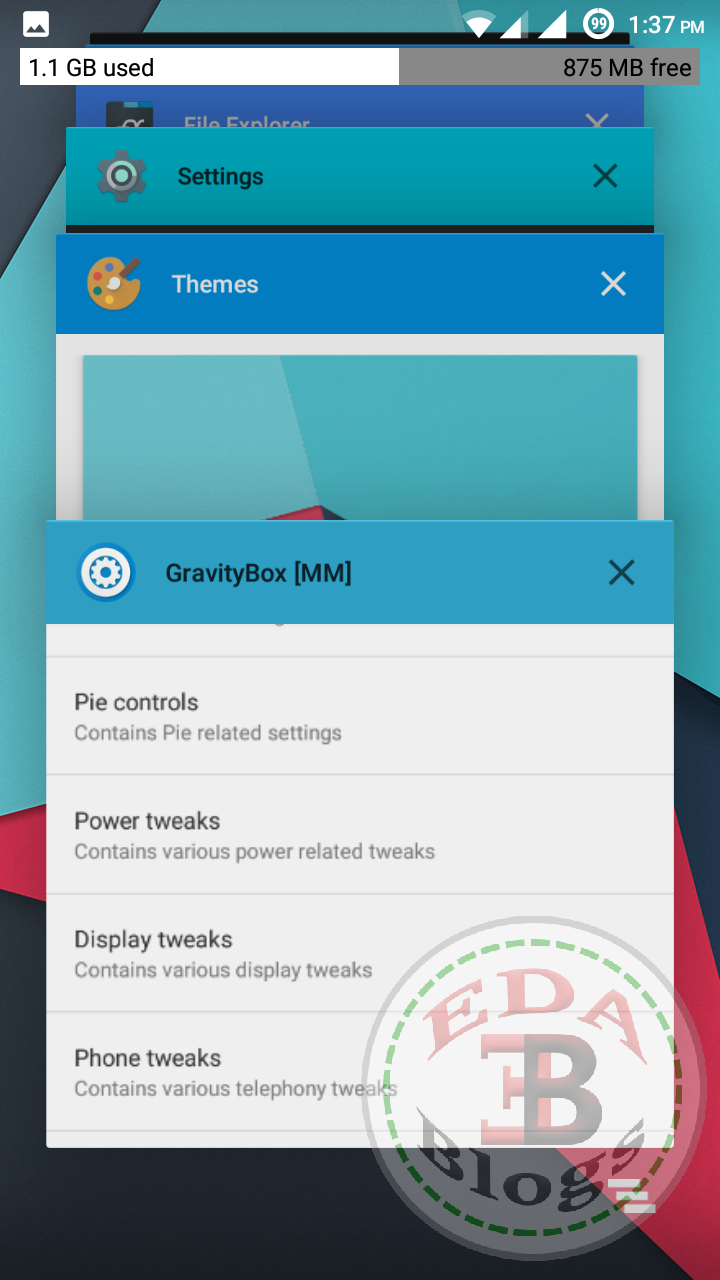 99 1:37 PM
1.1 GB used 875 MB free
File Explorer
Settings
Themes
GravityBox [MM]
Pie controls
Contains Pie related settings
Power tweaks
Contains various power related tweaks
Display tweaks
Contains various display tweaks
Phone tweaks
Contains various telephony tweaks
EDA
EB
Blogs